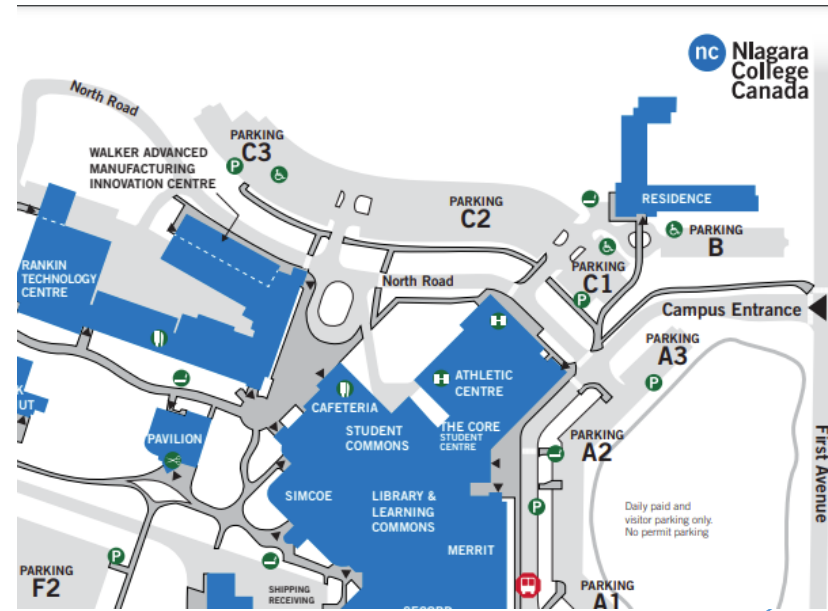 nc
NIagara
College
Canada
North Road
PARKING
C3
WALKER ADVANCED
MANUFACTURING
INNOVATION CENTRE
P
PARKING
C2
RESIDENCE
PARKING
B
RANKIN
TECHNOLOGY
CENTRE
North Road
PARKING
C1
P
Campus Entrance
PARKING
A3
P
H
H
ATHLETIC
CENTRE
CAFETERIA
STUDENT
COMMONS
THE CORE
STUDENT
CENTRE
K
UT
PAVILION
PARKING
A2
First Avenue
SIMCOE
LIBRARY &
LEARNING
COMMONS
P
Daily paid and
visitor parking only.
No permit parking
MERRIT
P
PARKING
F2
SHIPPING
RECEIVING
PARKING
A1